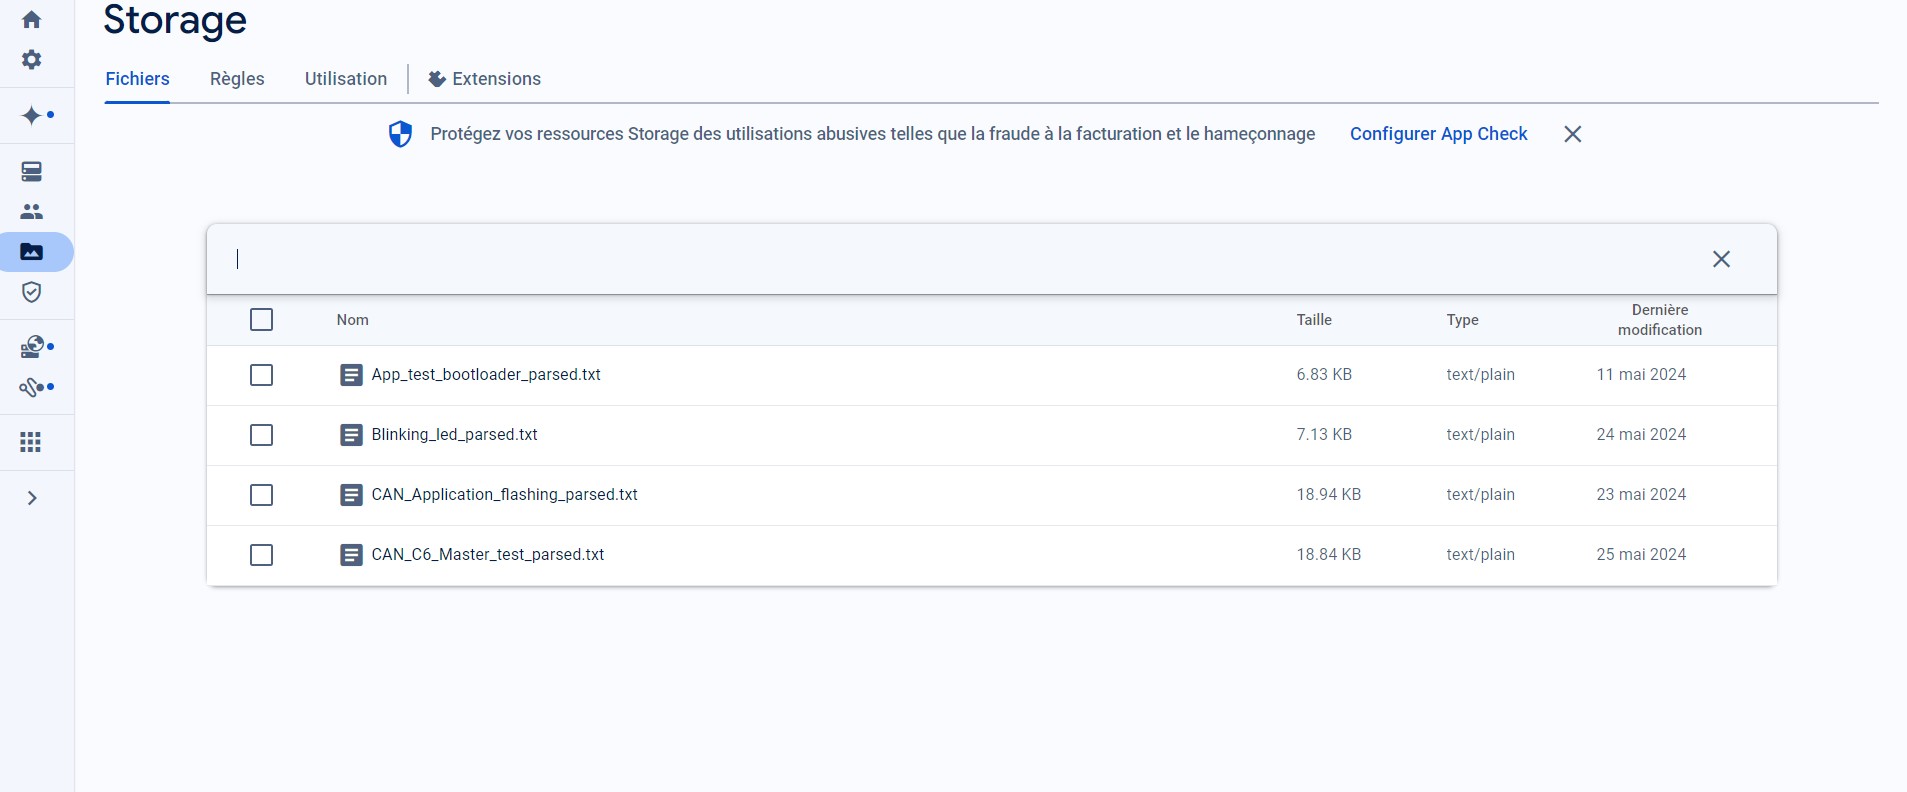 Storage
Fichiers Règles Utilisation Extensions
Protégez vos ressources Storage des utilisations abusives telles que la fraude à la facturation et le hameçonnage Configurer App Check
Nom Taille Type Dernière modification
App_test_bootloader_parsed.txt 6.83 KB text/plain 11 mai 2024
Blinking_led_parsed.txt 7.13 KB text/plain 24 mai 2024
CAN_Application_flashing_parsed.txt 18.94 KB text/plain 23 mai 2024
CAN_C6_Master_test_parsed.txt 18.84 KB text/plain 25 mai 2024